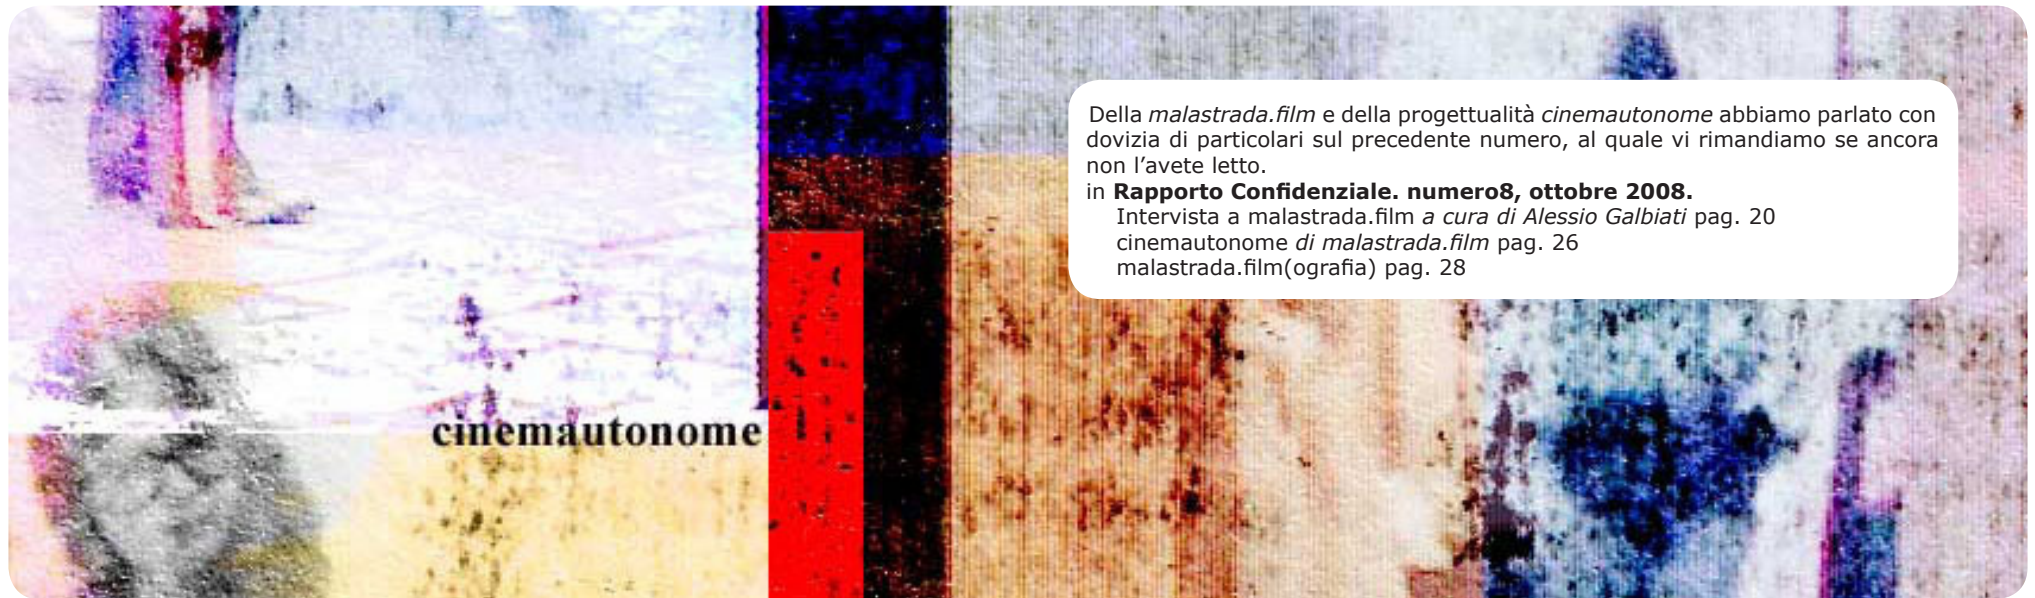 Della malastrada.film e della progettualità cinemautonome abbiamo parlato con
dovizia di particolari sul precedente numero, al quale vi rimandiamo se ancora
non l’avete letto.
in Rapporto Confidenziale. numero8, ottobre 2008.
Intervista a malastrada.film a cura di Alessio Galbiati pag. 20
cinemautonome di malastrada.film pag. 26
malastrada.film(ografia) pag. 28
cinemautonome